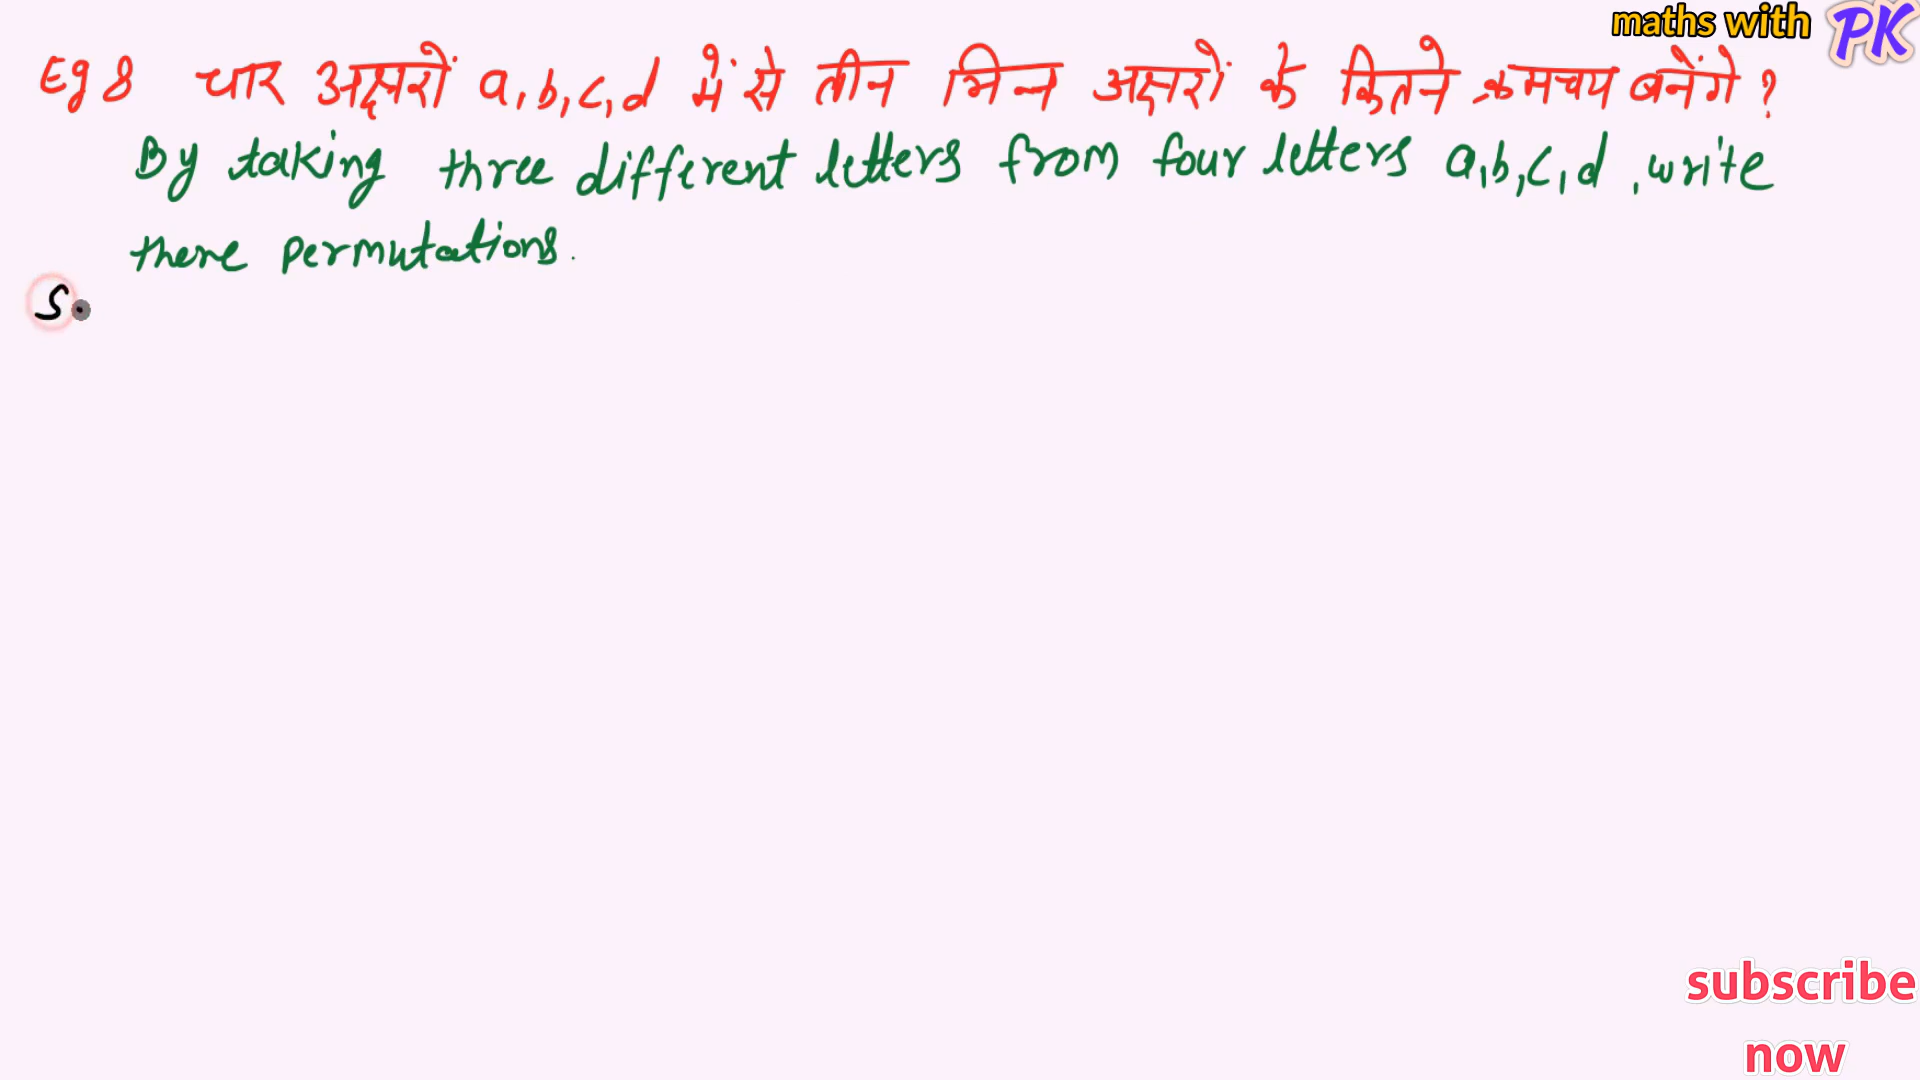 maths with PK
Eg 8 चार अक्षरों a,b,c,d में से तीन भिन्न अक्षरों के कितने क्रमचय बनेंगे ?
By taking three different letters from four letters a,b,c,d, write
there permutations.
S
subscribe
now